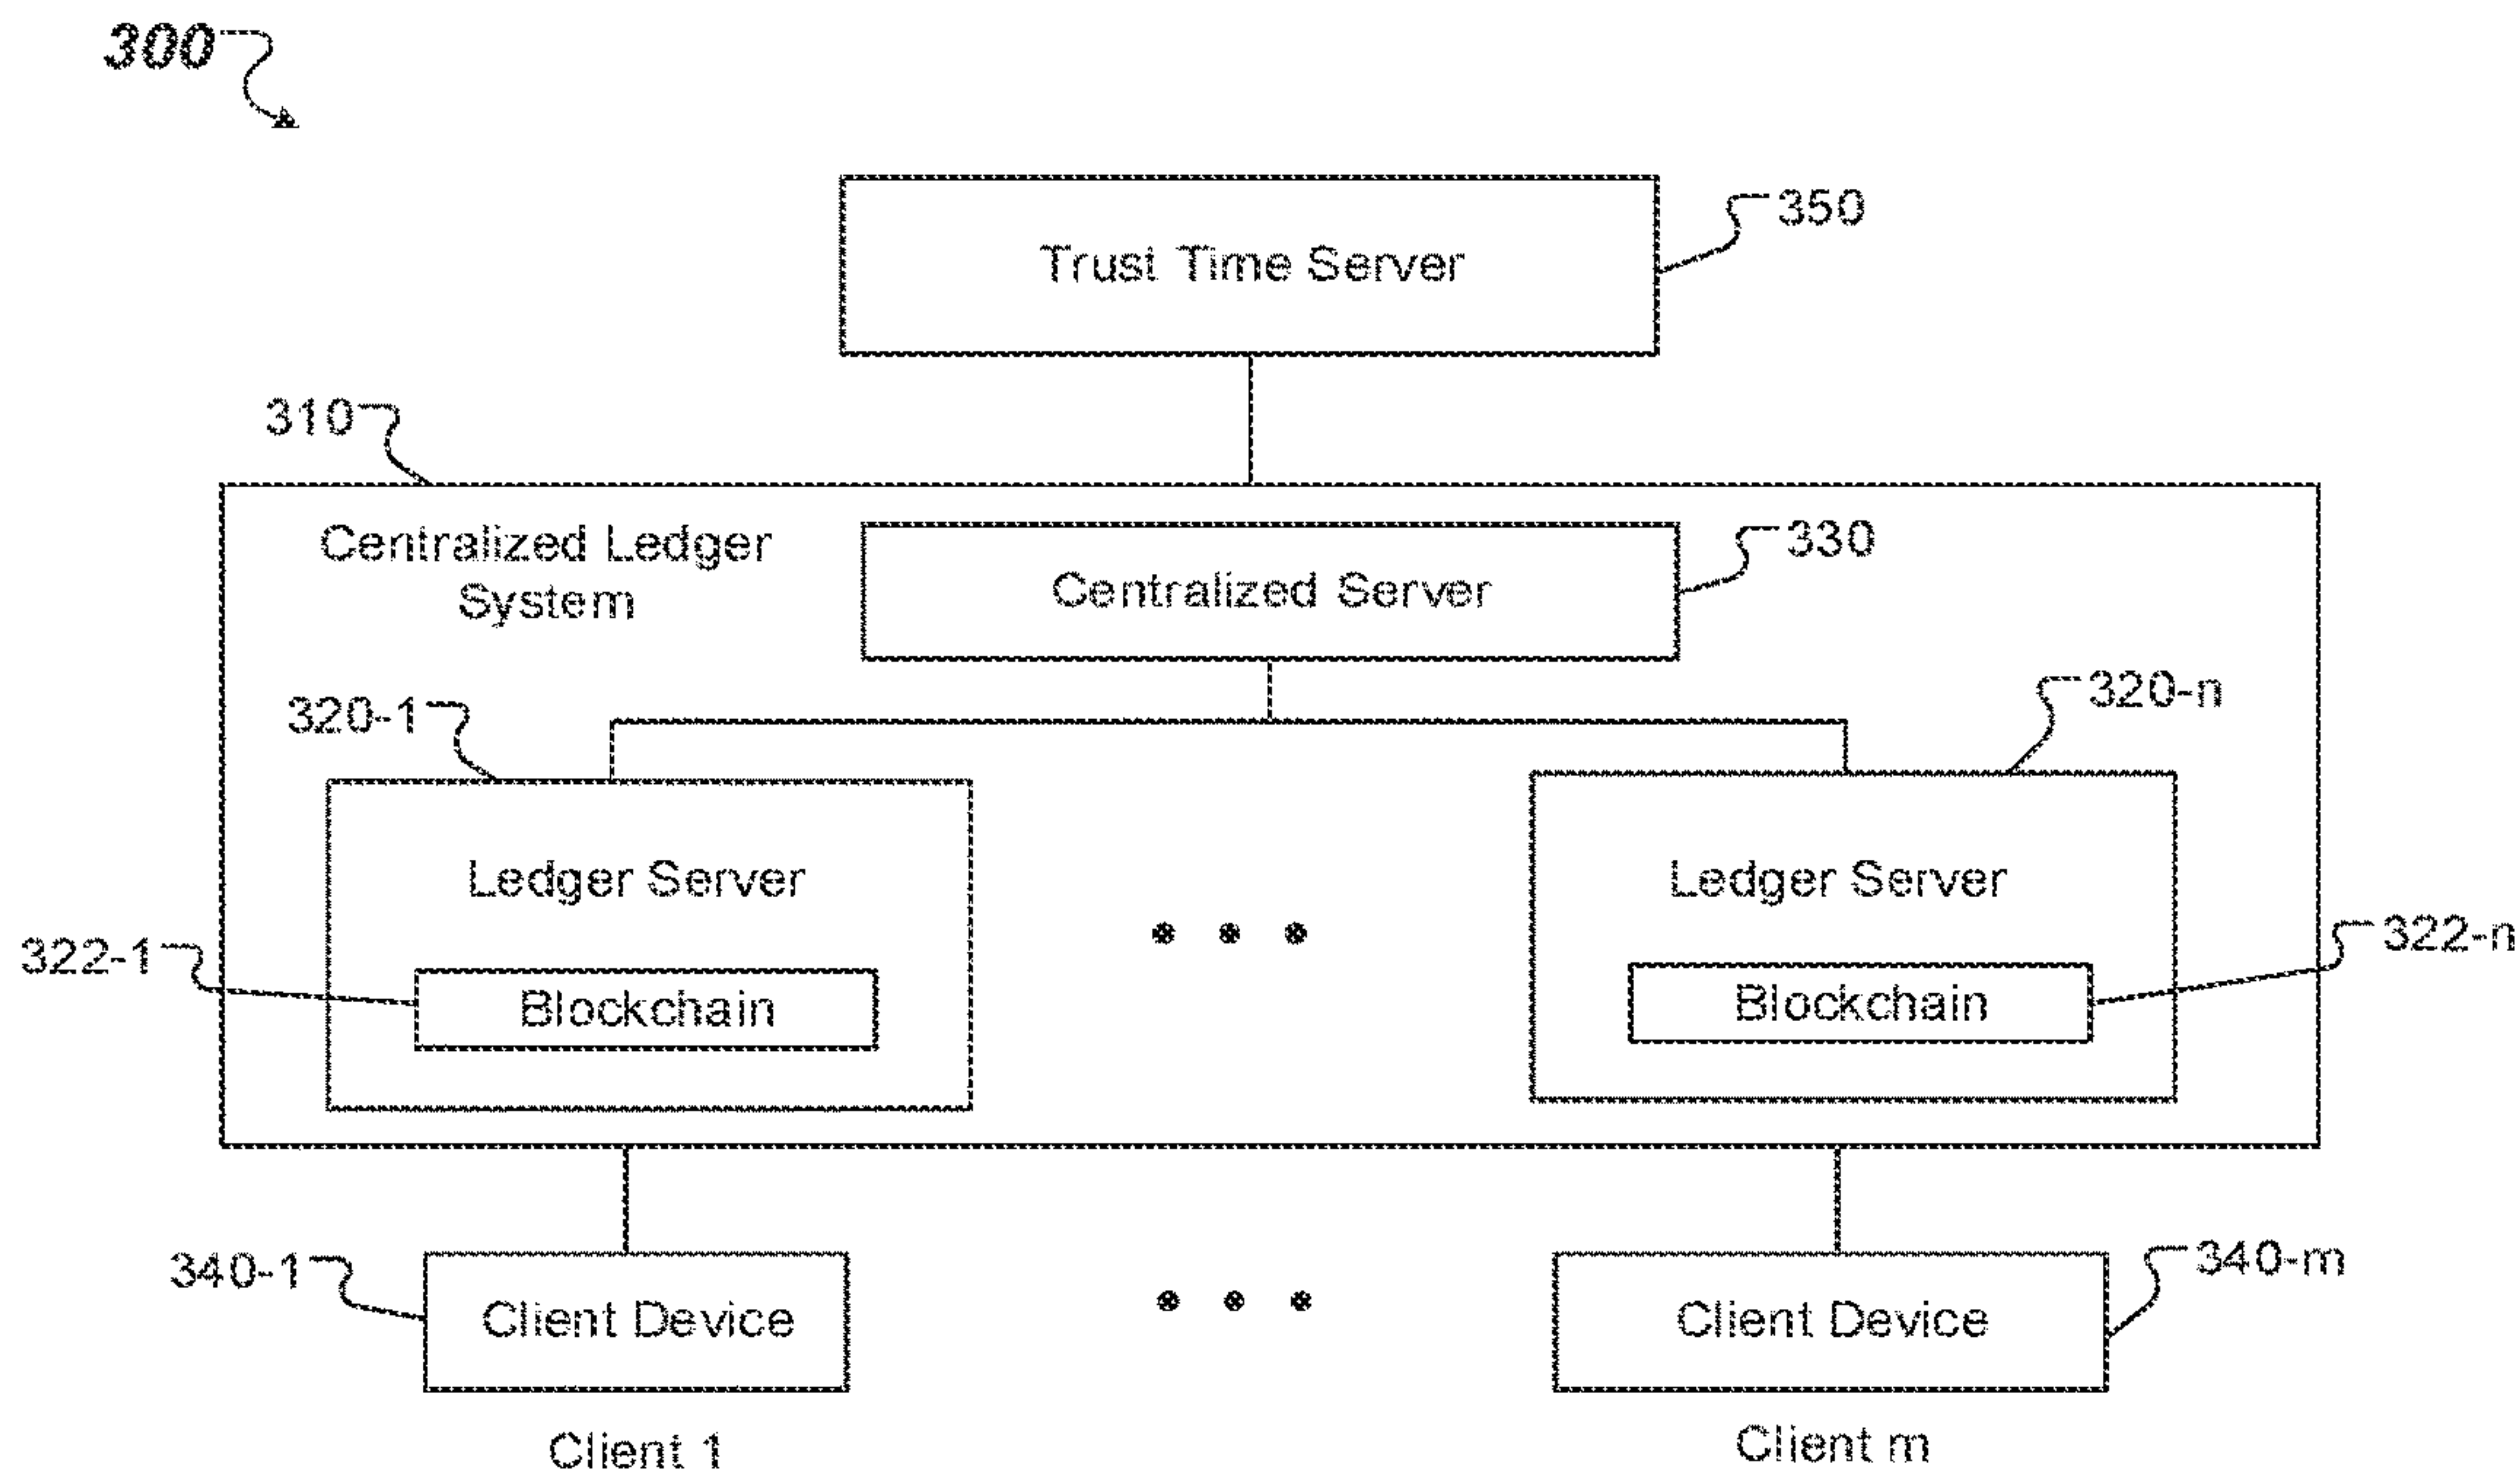 300
350
Trust Time Server
310
Centralized Ledger
System
330
Centralized Server
320-1
320-n
Ledger Server
Ledger Server
322-1
322-n
Blockchain
Blockchain
340-1
340-m
Client Device
Client Device
Client 1
Client m